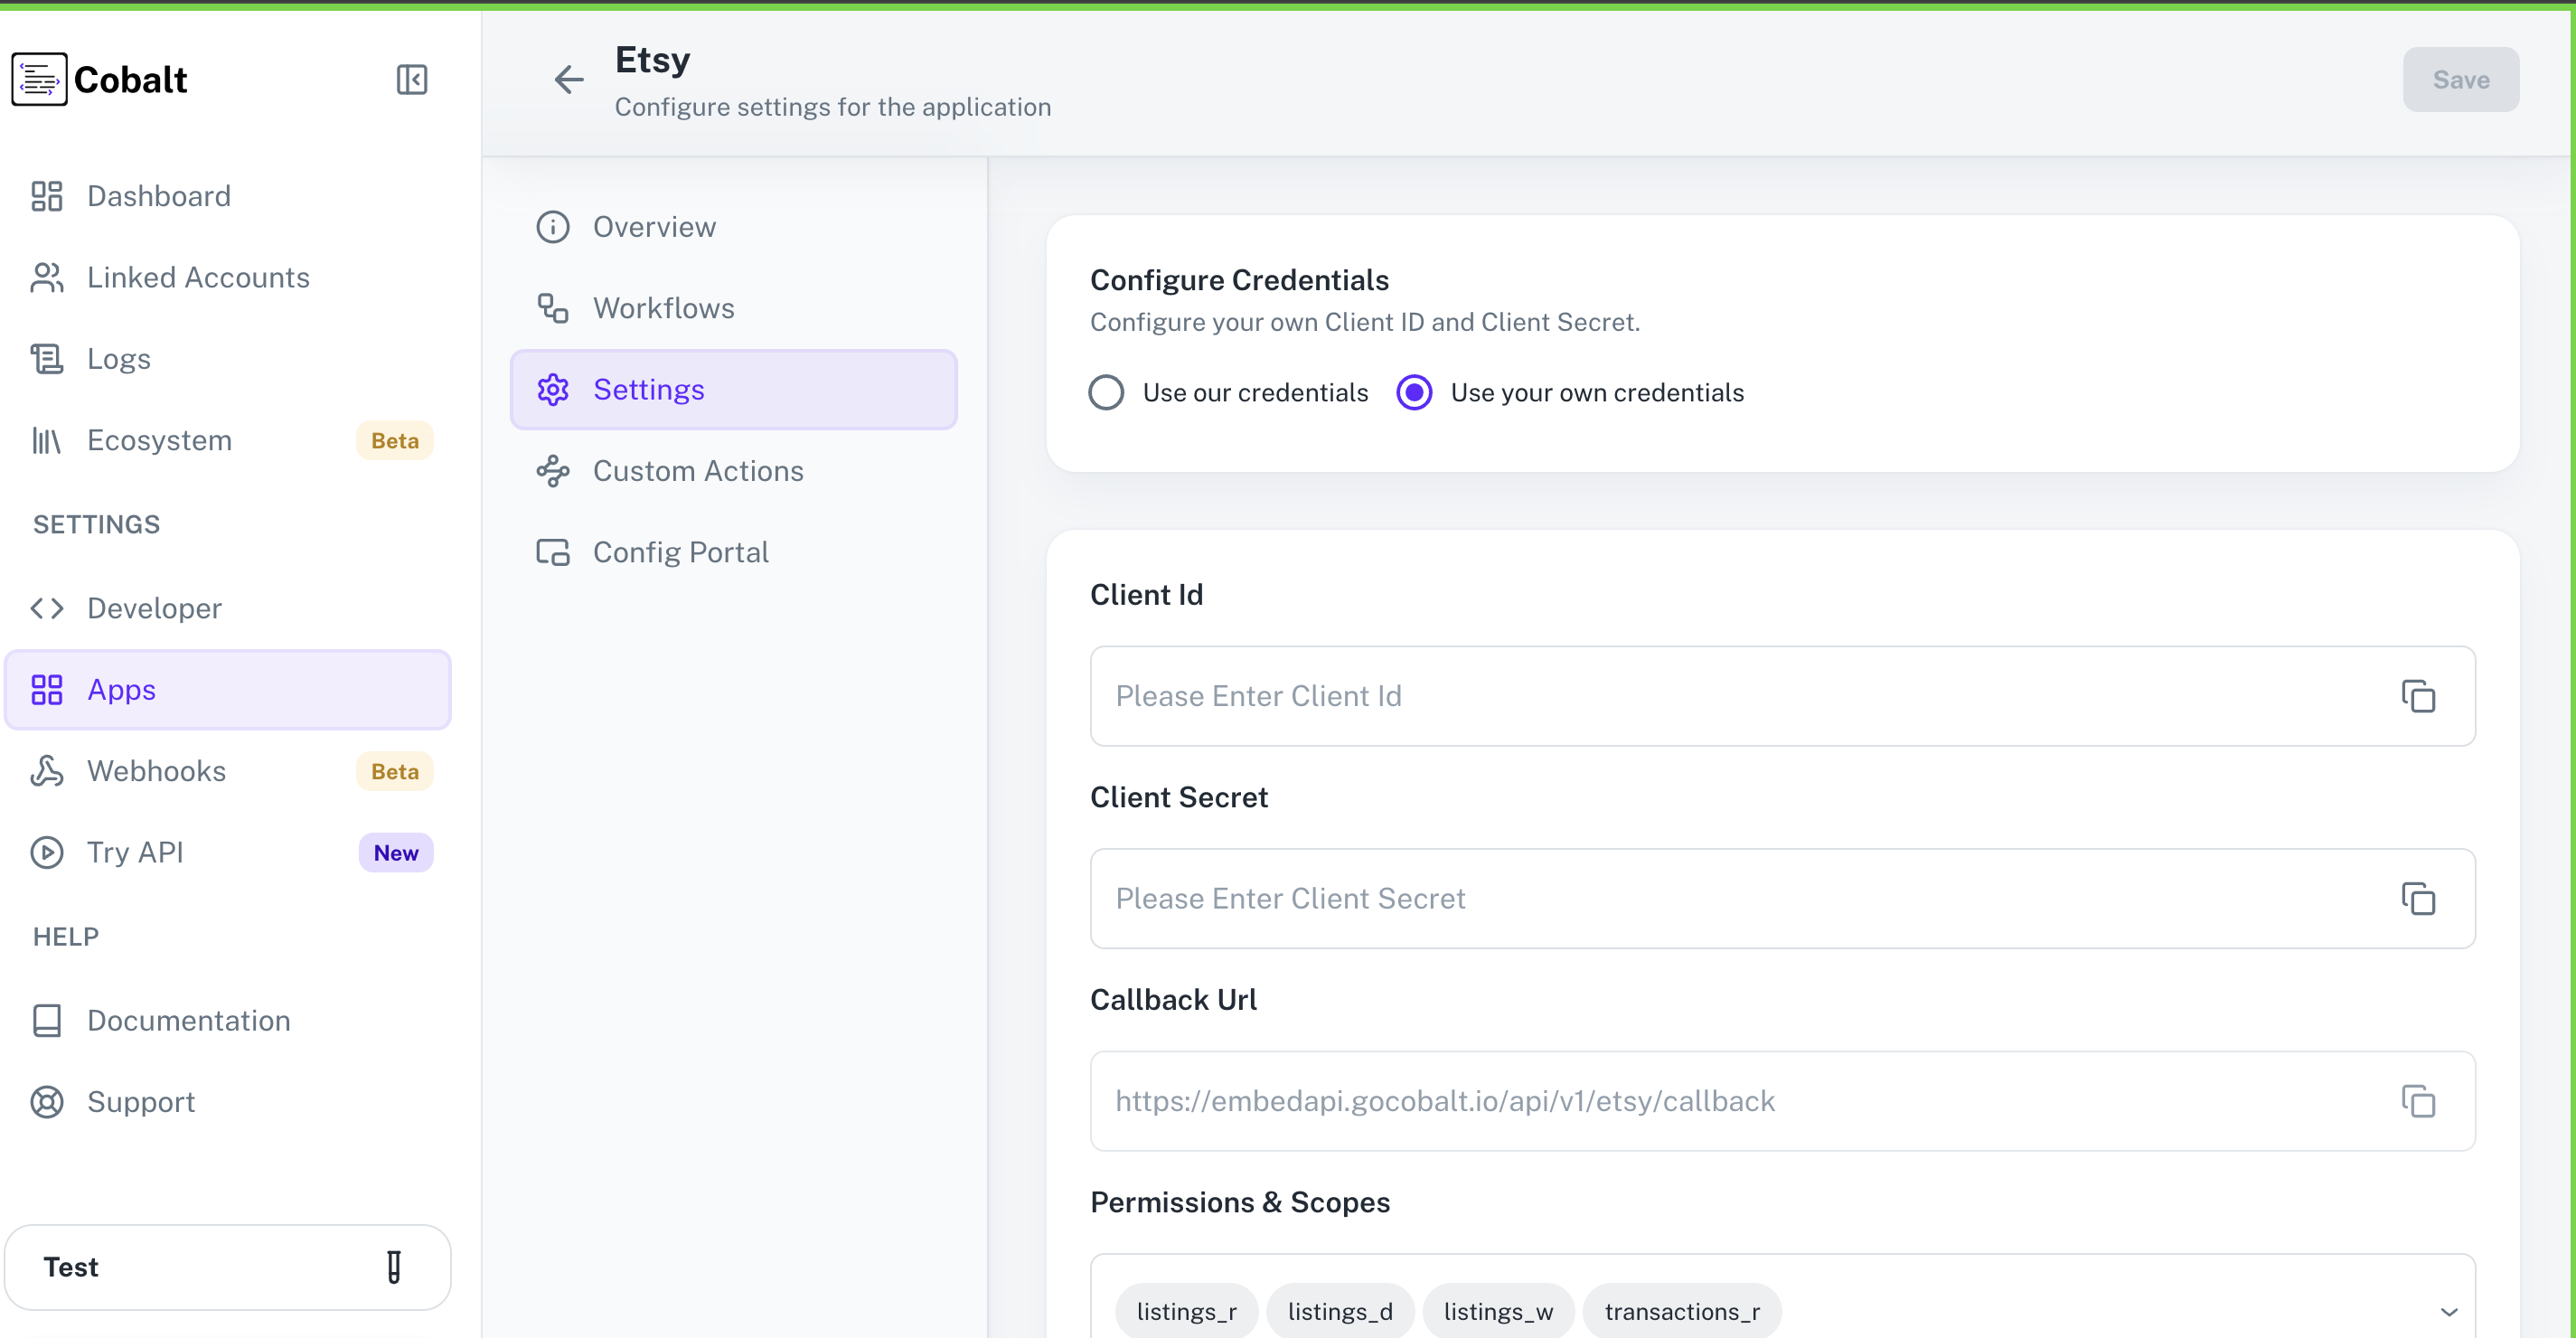 Cobalt
Dashboard
Linked Accounts
Logs
Ecosystem Beta
SETTINGS
Developer
Apps
Webhooks Beta
Try API New
HELP
Documentation
Support
Test
Etsy
Configure settings for the application
Save
Overview
Workflows
Settings
Custom Actions
Config Portal
Configure Credentials
Configure your own Client ID and Client Secret.
Use our credentials Use your own credentials
Client Id
Please Enter Client Id
Client Secret
Please Enter Client Secret
Callback Url
https://embedapi.gocobalt.io/api/v1/etsy/callback
Permissions & Scopes
listings_r listings_d listings_w transactions_r